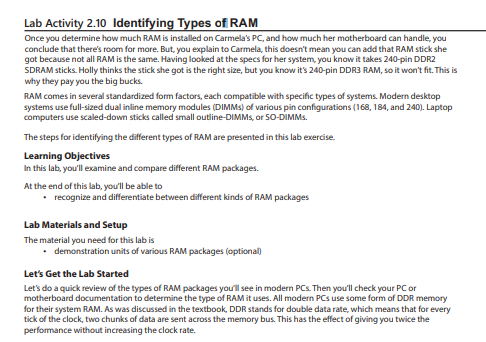 Lab Activity 2.10 Identifying Types of RAM
Once you determine how much RAM is installed on Carmela's PC, and how much her motherboard can handle, you
conclude that there's room for more. But, you explain to Carmela, this doesn't mean you can add that RAM stick she
got because not all RAM is the same. Having looked at the specs for her system, you know it takes 240-pin DDR2
SDRAM sticks. Holly thinks the stick she got is the right size, but you know it's 240-pin DDR3 RAM, so it won't fit. This is
why they pay you the big bucks.
RAM comes in several standardized form factors, each compatible with specific types of systems. Modern desktop
systems use full-sized dual inline memory modules (DIMMs) of various pin configurations (168, 184, and 240). Laptop
computers use scaled-down sticks called small outline-DIMMs, or SO-DIMMs.
The steps for identifying the different types of RAM are presented in this lab exercise.
Learning Objectives
In this lab, you'll examine and compare different RAM packages.
At the end of this lab, you'll be able to
• recognize and differentiate between different kinds of RAM packages
Lab Materials and Setup
The material you need for this lab is
• demonstration units of various RAM packages (optional)
Let's Get the Lab Started
Let's do a quick review of the types of RAM packages you'll see in modern PCs. Then you'll check your PC or
motherboard documentation to determine the type of RAM it uses. All modern PCs use some form of DDR memory
for their system RAM. As was discussed in the textbook, DDR stands for double data rate, which means that for every
tick of the clock, two chunks of data are sent across the memory bus. This has the effect of giving you twice the
performance without increasing the clock rate.